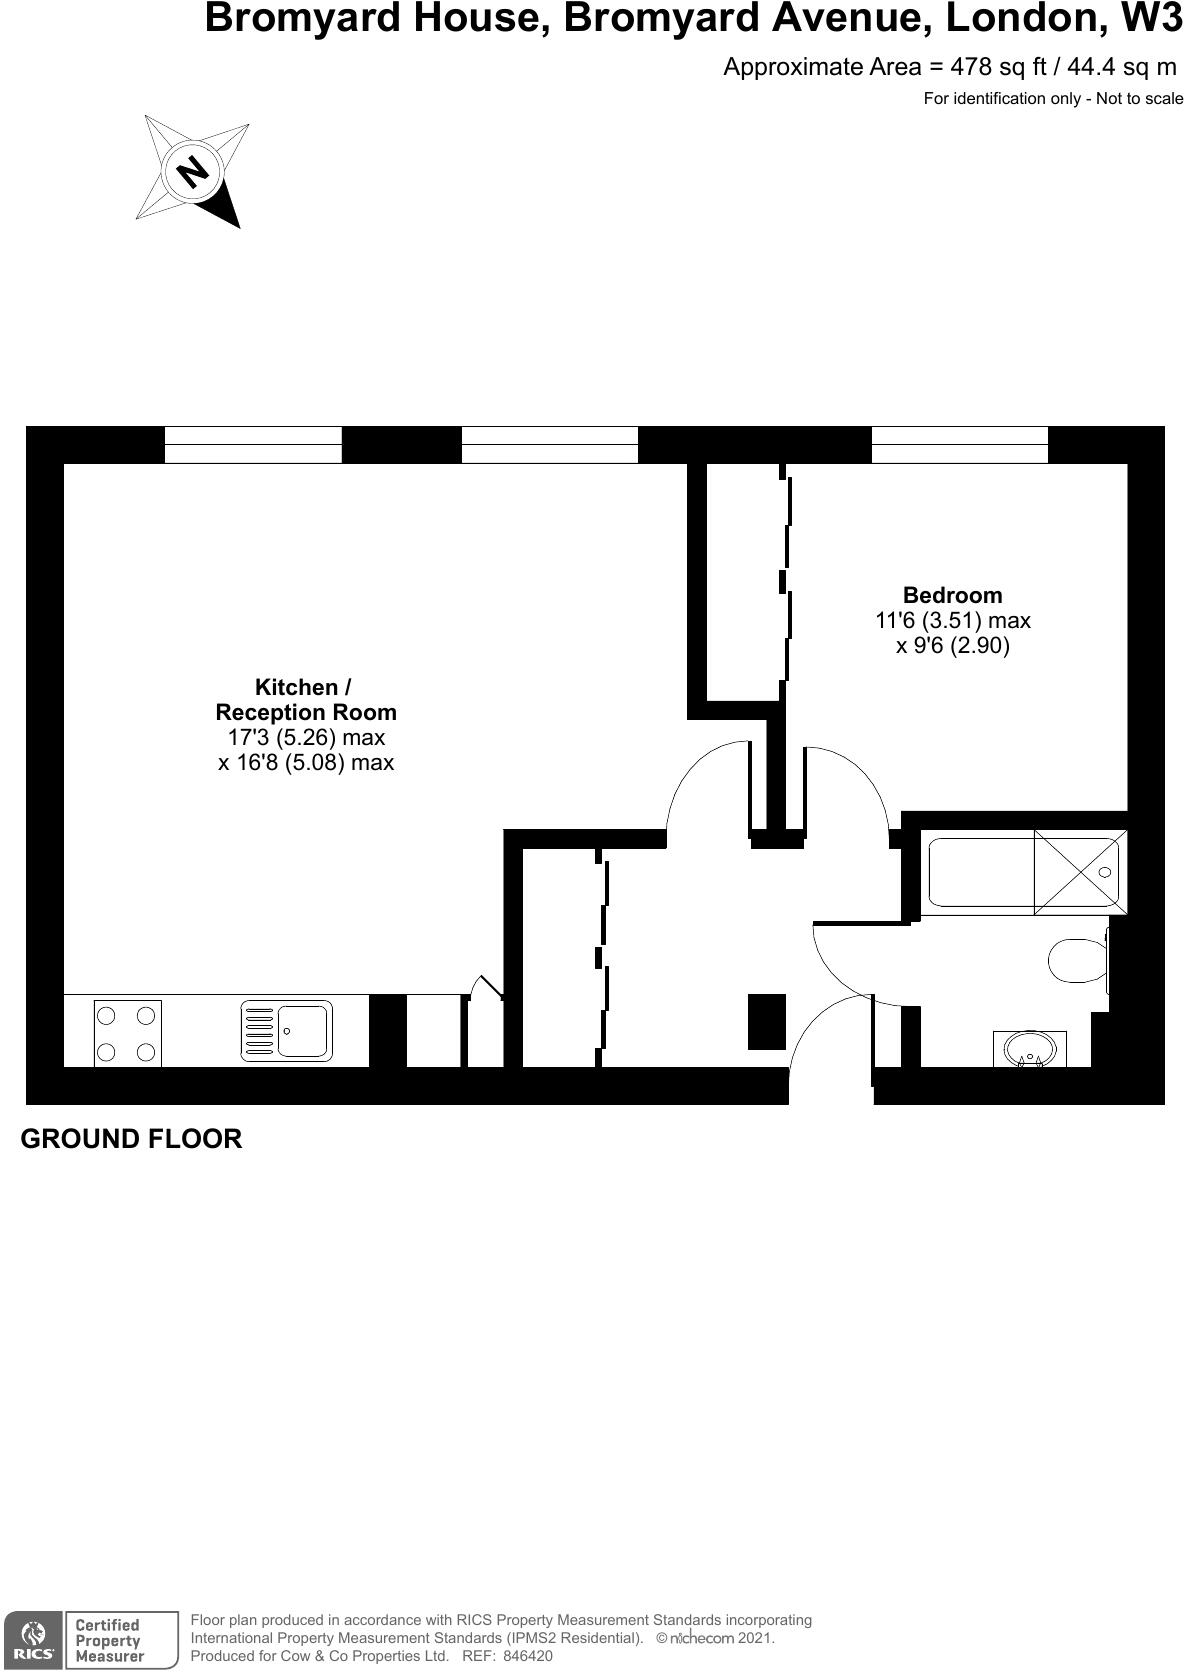 Bromyard House, Bromyard Avenue, London, W3
Approximate Area = 478 sq ft / 44.4 sq m
For identification only - Not to scale
N
Bedroom
11'6 (3.51) max
x 9'6 (2.90)
Kitchen /
Reception Room
17'3 (5.26) max
x 16'8 (5.08) max
GROUND FLOOR
RICS
Certified
Property
Measurer
Floor plan produced in accordance with RICS Property Measurement Standards incorporating
International Property Measurement Standards (IPMS2 Residential). © nichecom 2021.
Produced for Cow & Co Properties Ltd. REF: 846420